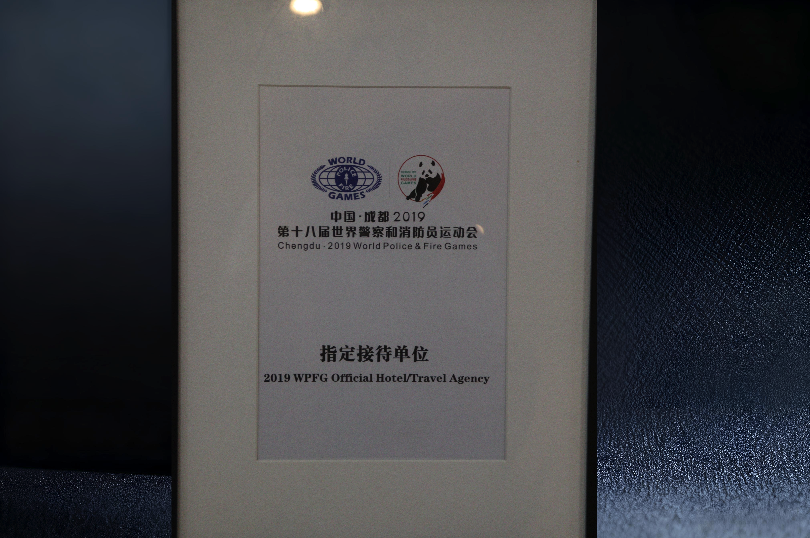 WORLD
POLICE
FIRE
GAMES
中国·成都 2019
第十八届世界警察和消防员运动会
Chengdu · 2019 World Police & Fire Games
指定接待单位
2019 WPFG Official Hotel/Travel Agency